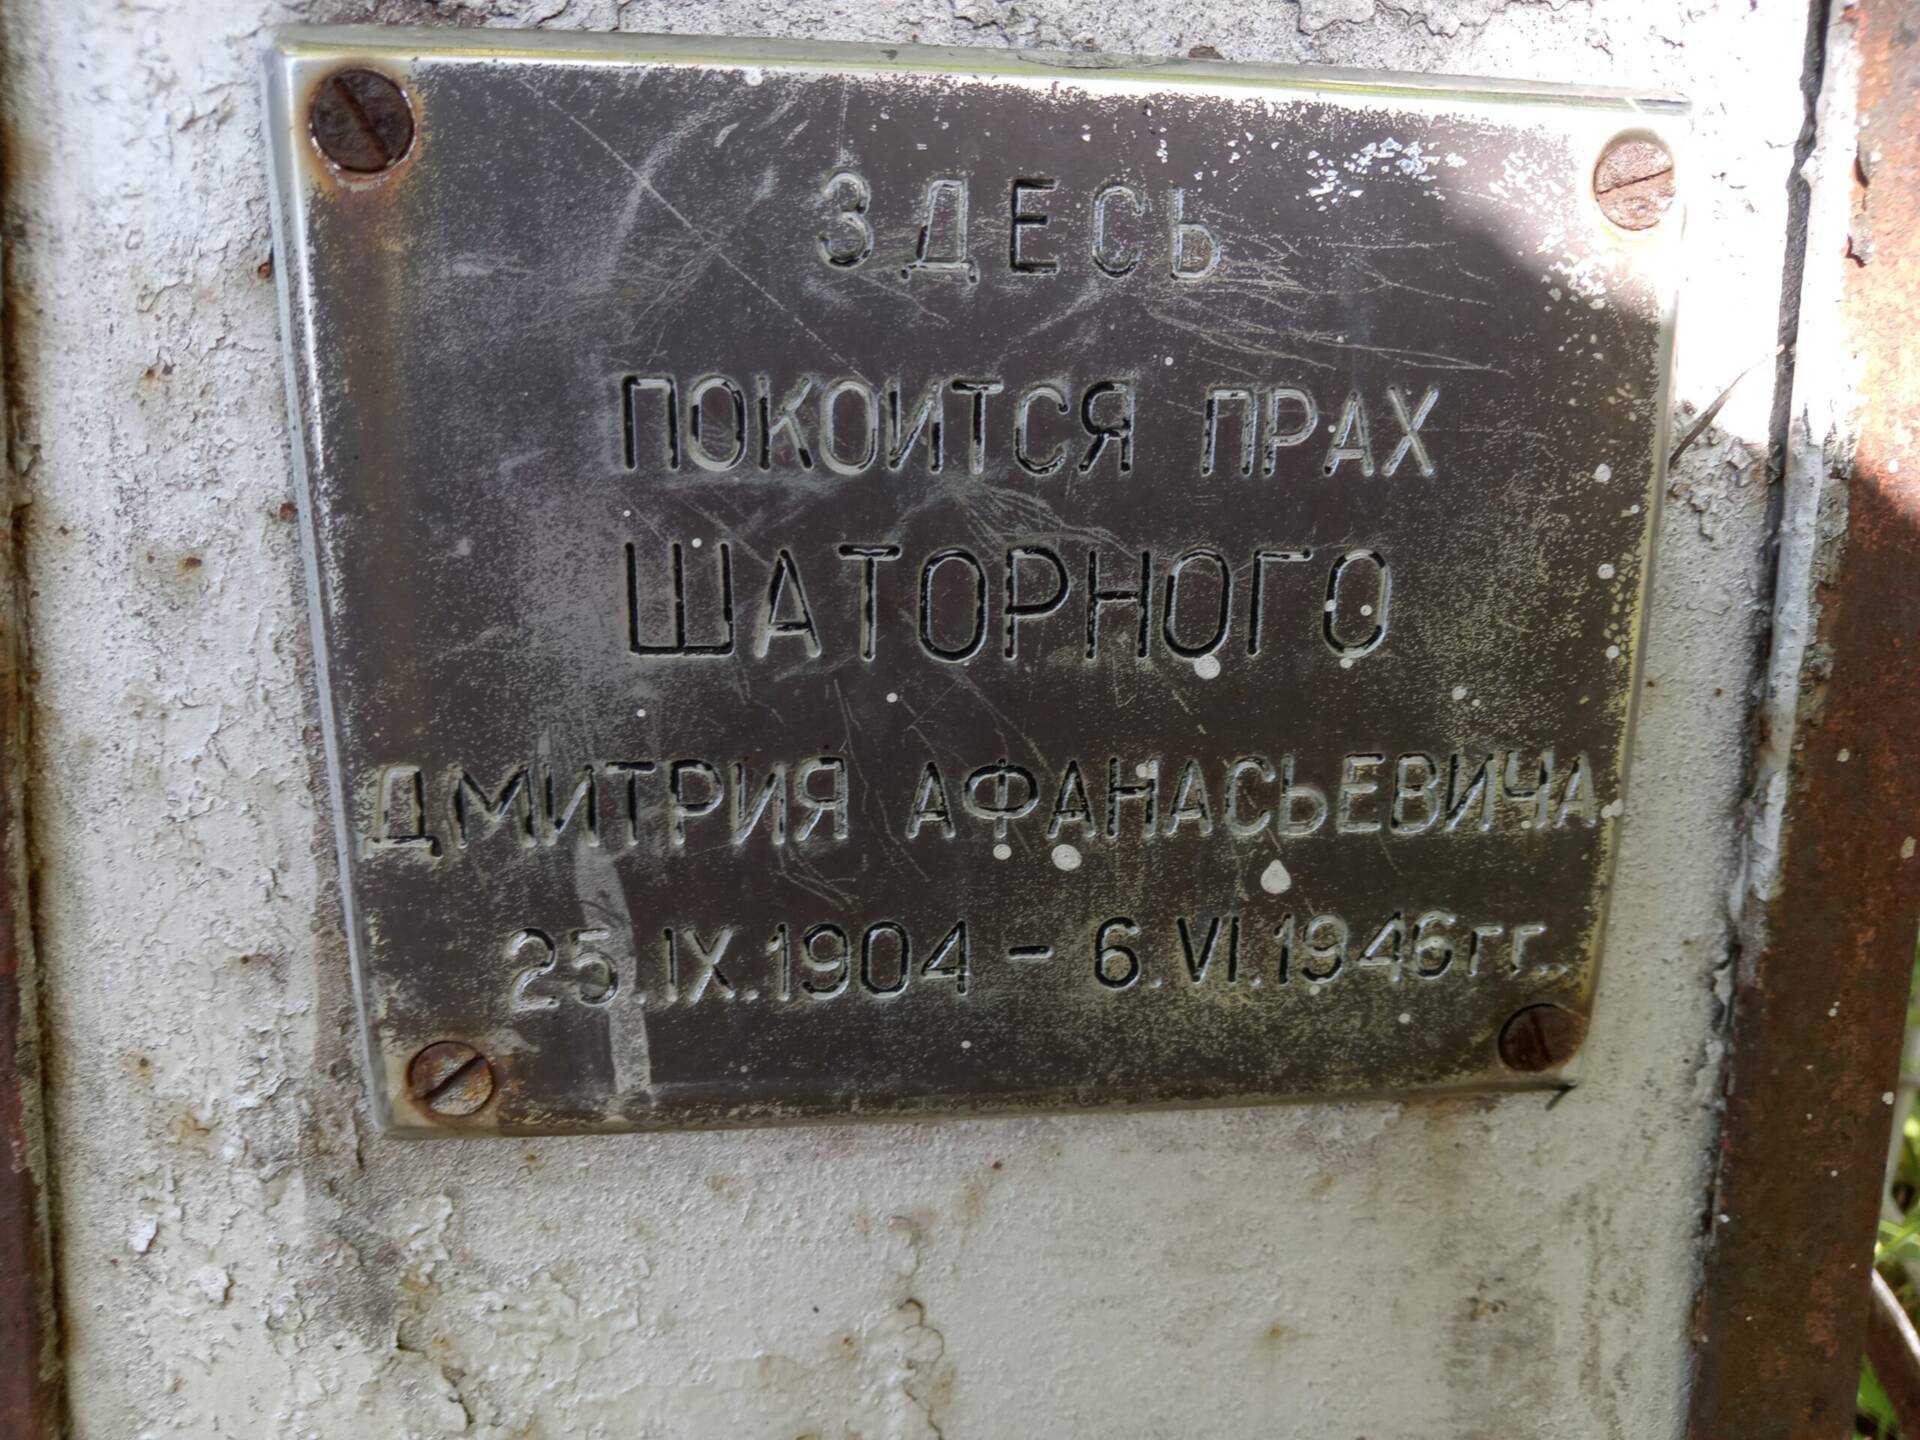 ЗДЕСЬ
ПОКОИТСЯ ПРАХ
ШАТОРНОГО
ДМИТРИЯ АФАНАСЬЕВИЧА
25.IX.1904 - 6.VI.1946гг.